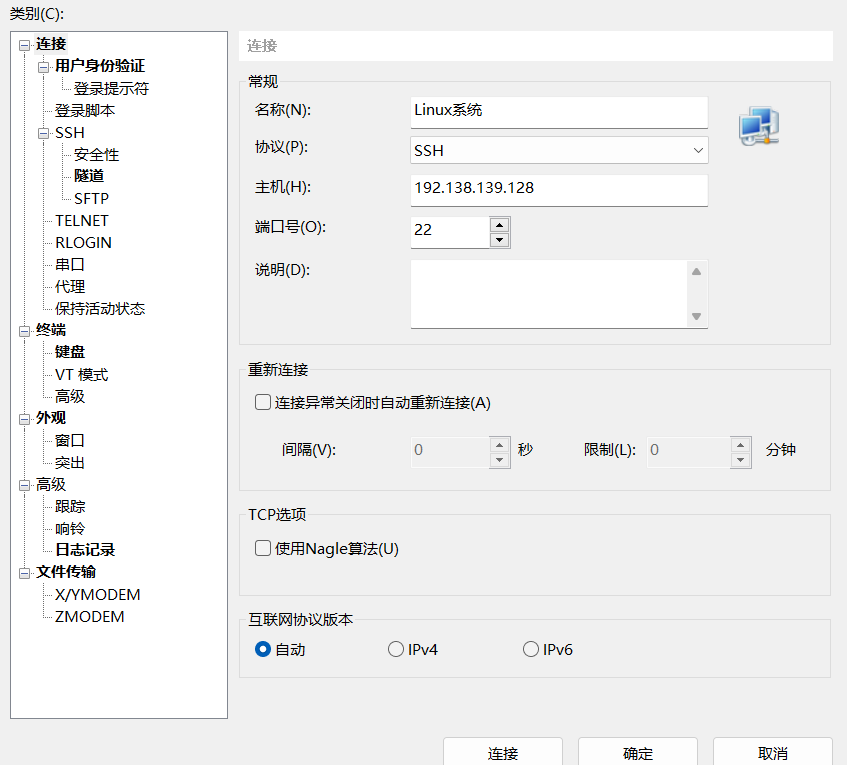 类别(C):
连接
用户身份验证
登录提示符
登录脚本
SSH
安全性
隧道
SFTP
TELNET
RLOGIN
串口
代理
保持活动状态
终端
键盘
VT 模式
高级
外观
窗口
突出
高级
跟踪
响铃
日志记录
文件传输
X/YMODEM
ZMODEM
连接
常规
名称(N): Linux系统
协议(P): SSH
主机(H): 192.138.139.128
端口号(O): 22
说明(D):
重新连接
连接异常关闭时自动重新连接(A)
间隔(V): 0 秒 限制(L): 0 分钟
TCP选项
使用Nagle算法(U)
互联网协议版本
自动 IPv4 IPv6
连接 确定 取消